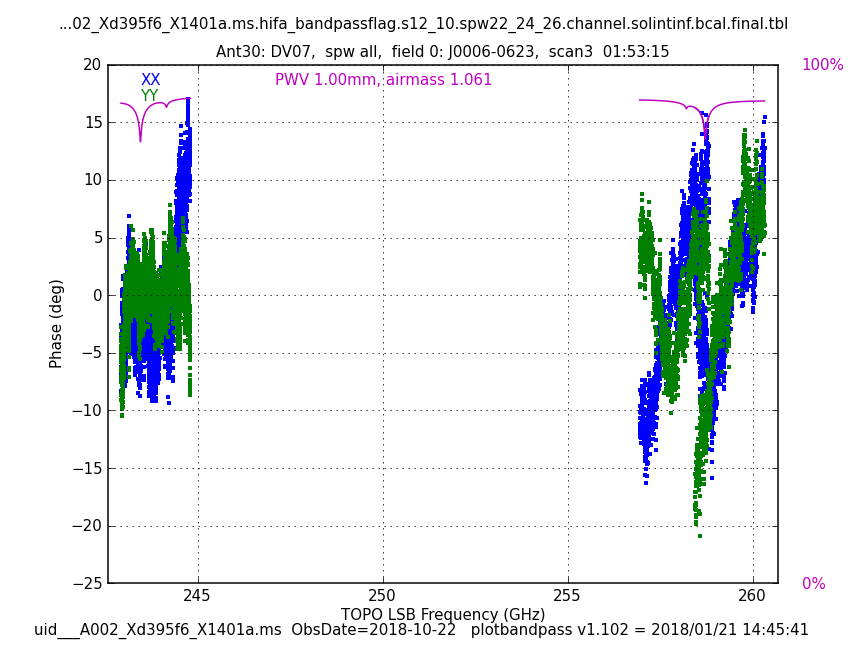 ...02_Xd395f6_X1401a.ms.hifa_bandpassflag.s12_10.spw22_24_26.channel.solintinf.bcal.final.tbl
Ant30: DV07, spw all, field 0: J0006-0623, scan3 01:53:15
XX
YY
PWV 1.00mm, airmass 1.061
100%
0%
20
15
10
5
0
−5
−10
−15
−20
−25
Phase (deg)
245
250
255
260
TOPO LSB Frequency (GHz)
uid___A002_Xd395f6_X1401a.ms ObsDate=2018-10-22 plotbandpass v1.102 = 2018/01/21 14:45:41